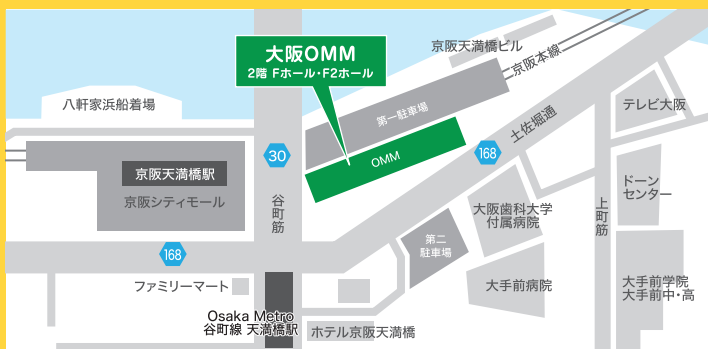 大阪OMM
2階 Fホール・F2ホール
京阪天満橋ビル
京阪本線
八軒家浜船着場
第一駐車場
テレビ大阪
土佐堀通
OMM
168
30
京阪天満橋駅
京阪シティモール
谷町筋
上町筋
ドーン
センター
大阪歯科大学
付属病院
第二
駐車場
168
ファミリーマート
大手前病院
大手前学院
大手前中・高
Osaka Metro
谷町線 天満橋駅
ホテル京阪天満橋